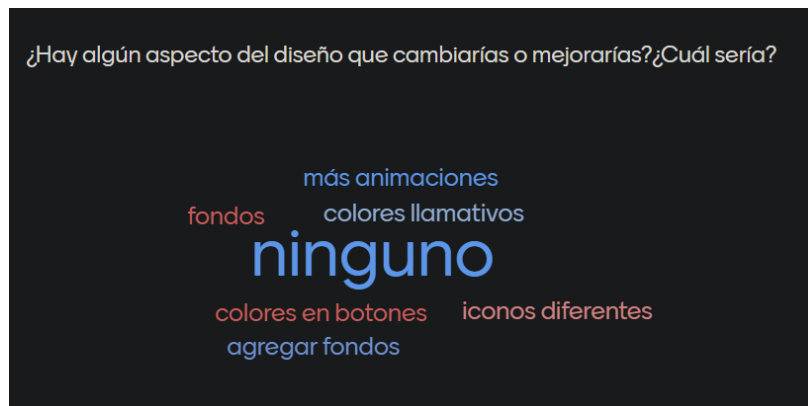 ¿Hay algún aspecto del diseño que cambiarías o mejorarías?¿Cuál sería?
más animaciones
fondos
colores llamativos
ninguno
colores en botones
iconos diferentes
agregar fondos